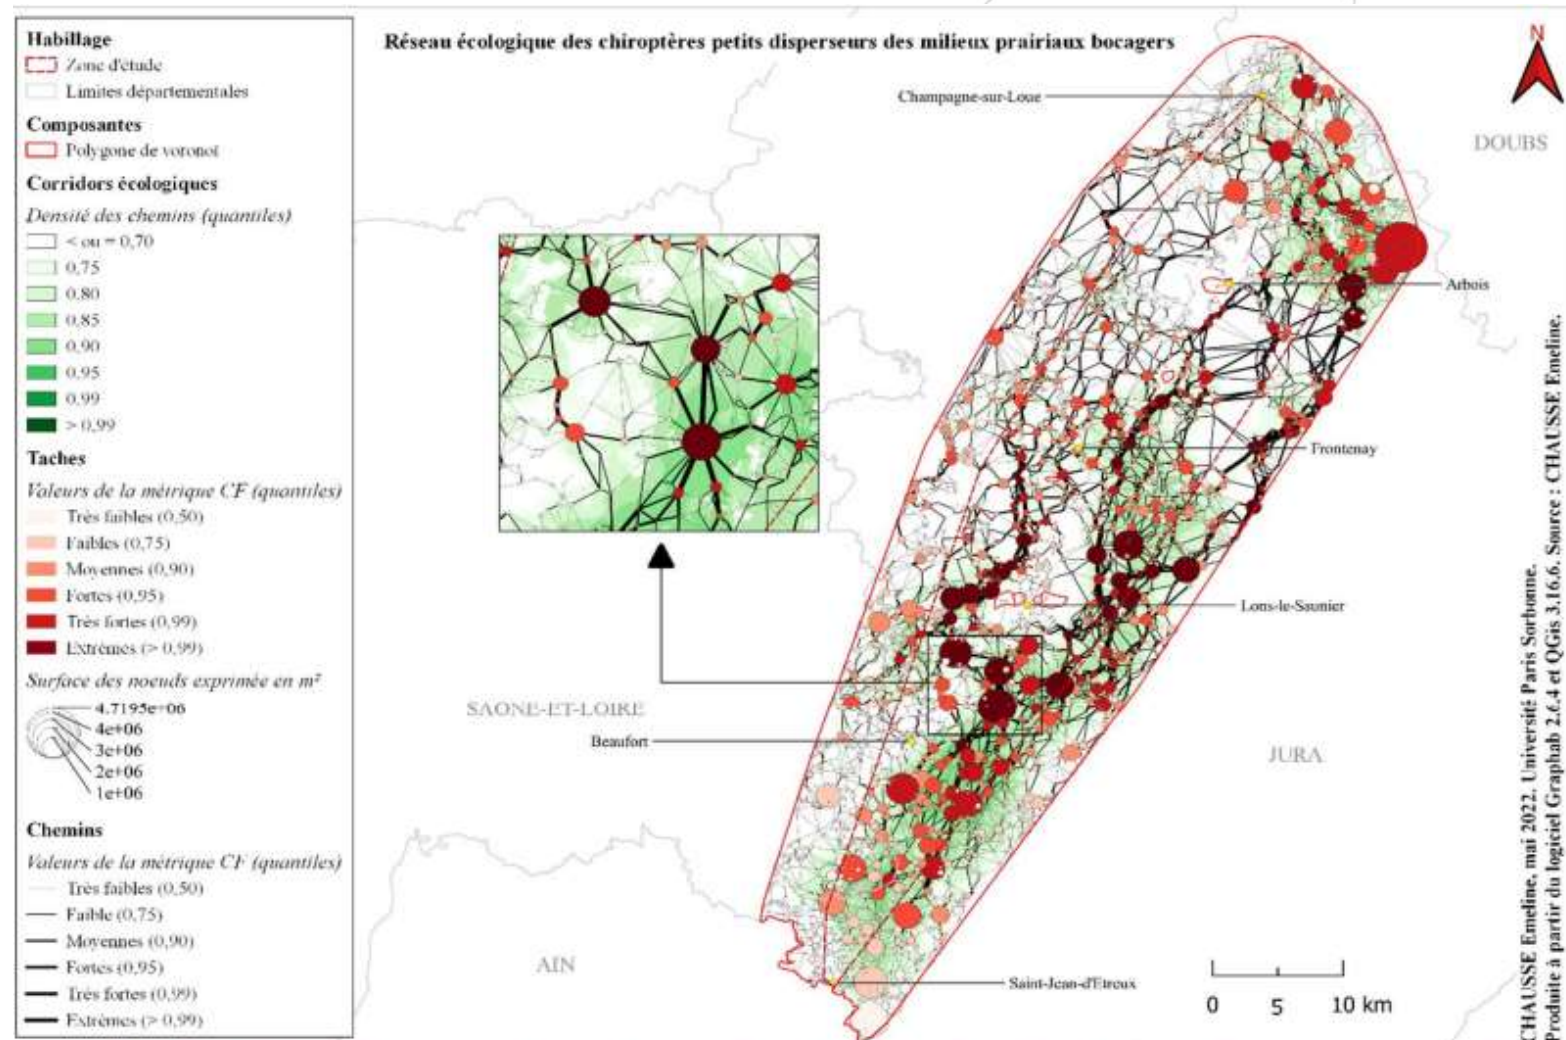 Habillage
Zone d'étude
Limites départementales
Composantes
Polygone de voronoï
Corridors écologiques
Densité des chemins (quantiles)
< ou = 0,70
0,75
0,80
0,85
0,90
0,95
0,99
> 0,99
Taches
Valeurs de la métrique CF (quantiles)
Très faibles (0,50)
Faibles (0,75)
Moyennes (0,90)
Fortes (0,95)
Très fortes (0,99)
Extrêmes (> 0,99)
Surface des noeuds exprimée en m²
4.7195e+06
4e+06
3e+06
2e+06
1e+06
Chemins
Valeurs de la métrique CF (quantiles)
Très faibles (0,50)
Faible (0,75)
Moyennes (0,90)
Fortes (0,95)
Très fortes (0,99)
Extrêmes (> 0,99)
Réseau écologique des chiroptères petits disperseurs des milieux prairiaux bocagers
N
Champagne-sur-Loue
DOUBS
Arbois
Frontenay
Lons-le-Saunier
SAONE-ET-LOIRE
Beaufort
JURA
AIN
Saint-Jean-d'Etreux
0 5 10 km
CHAUSSE Emeline, mai 2022. Université Paris Sorbonne.
Produite à partir du logiciel Graphab 2.6.4 et QGis 3.16.6. Source : CHAUSSE Emeline.